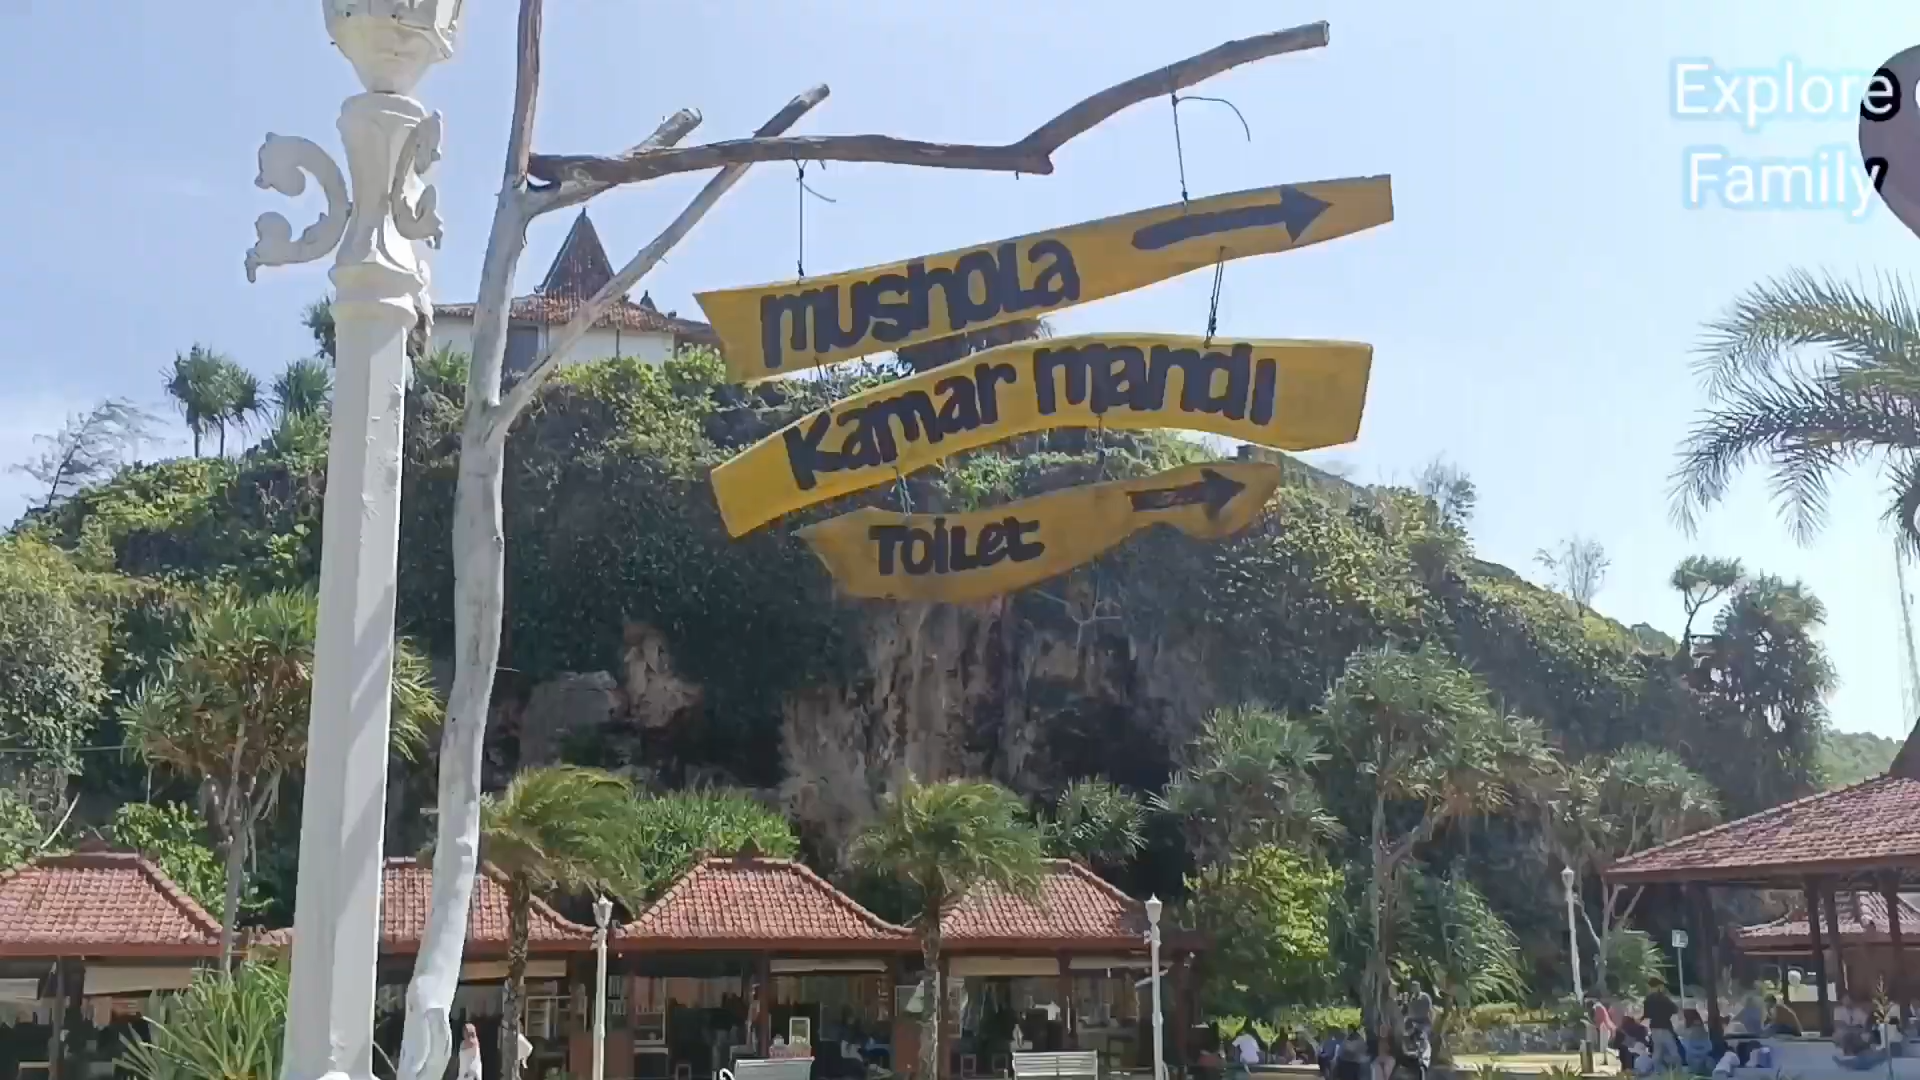 Explore
Family
mushola
Kamar mandi
Toilet